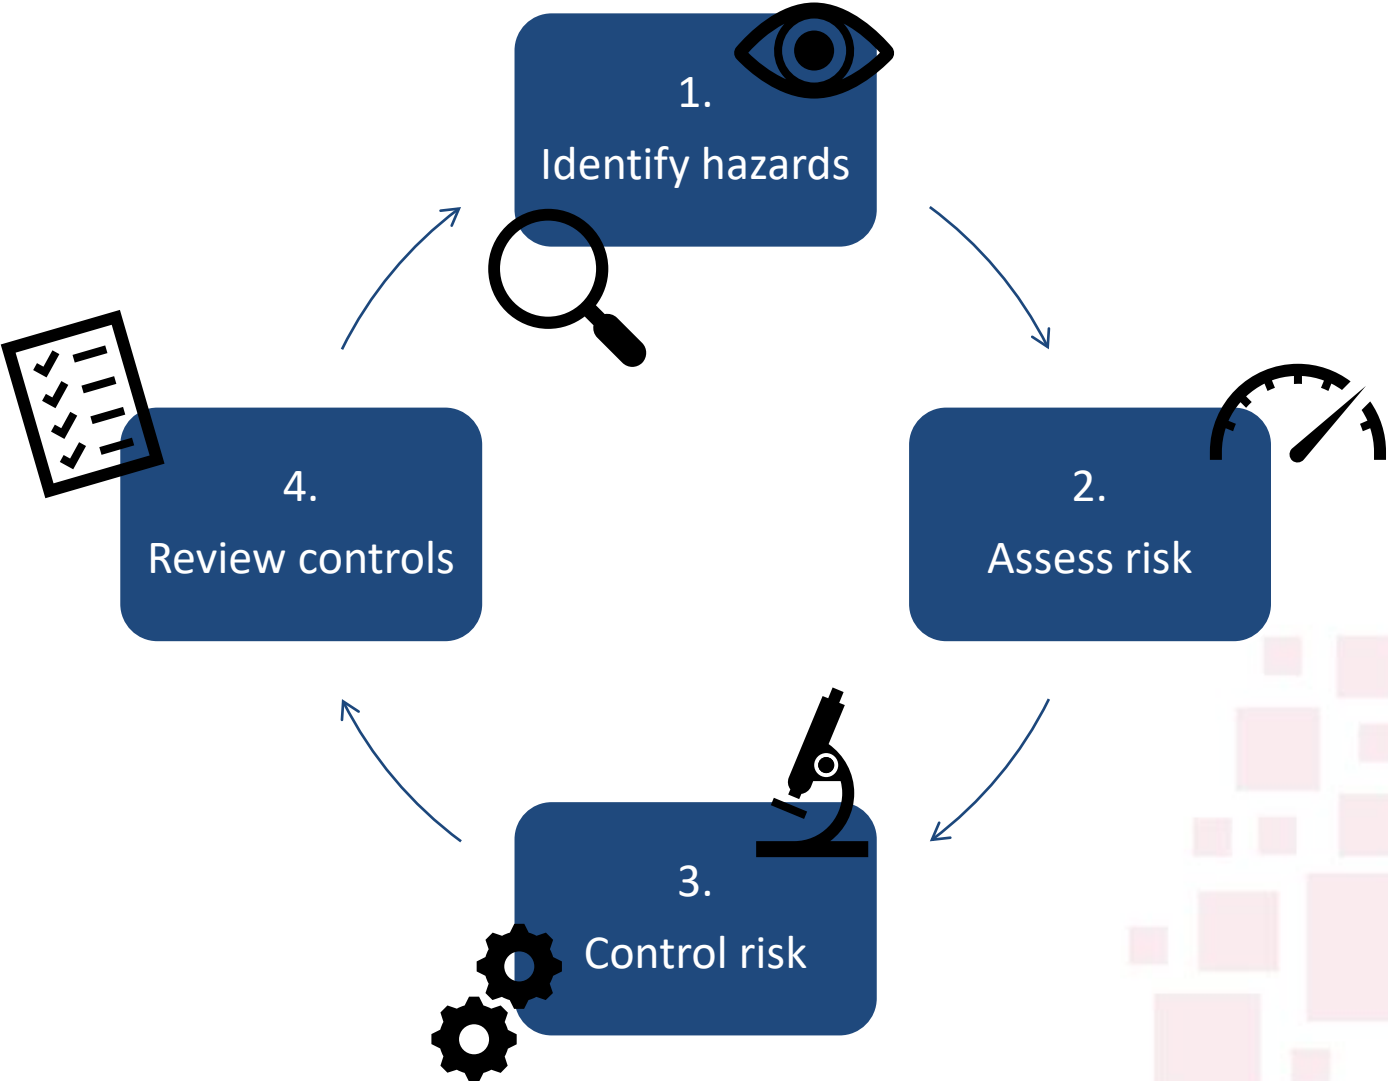 1.
Identify hazards
2.
Assess risk
3.
Control risk
4.
Review controls